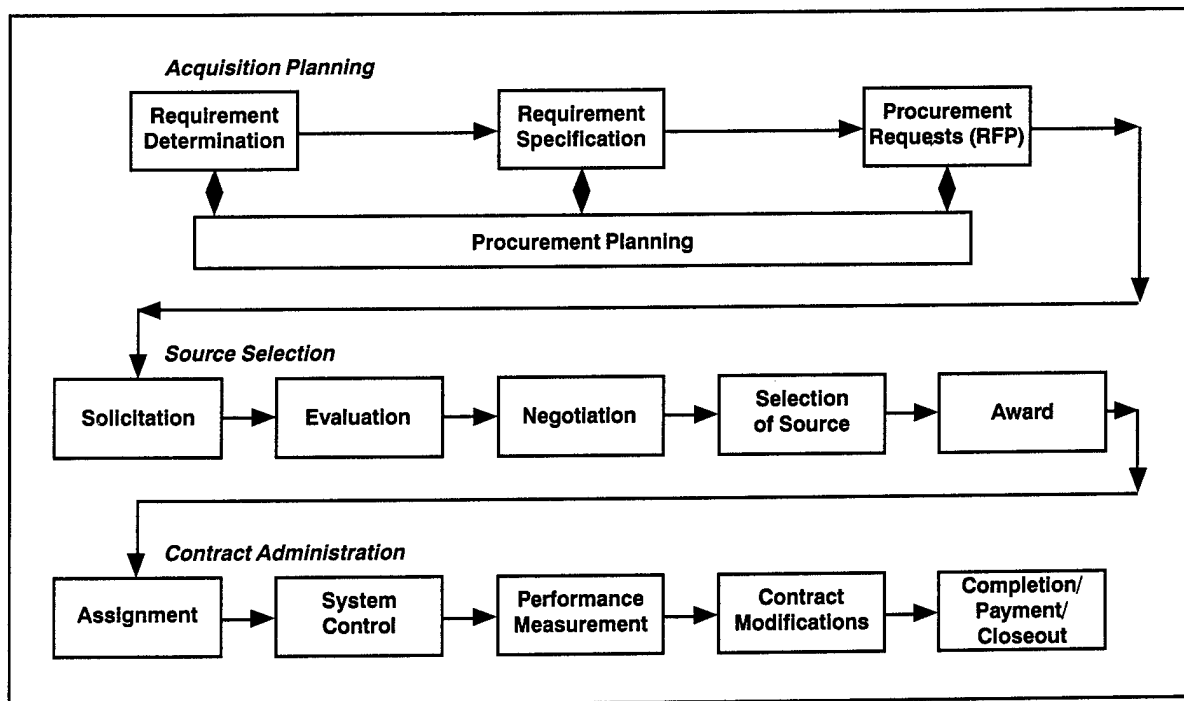 Acquisition Planning
Requirement
Determination
Requirement
Specification
Procurement
Requests (RFP)
Procurement Planning
Source Selection
Solicitation
Evaluation
Negotiation
Selection
of Source
Award
Contract Administration
Assignment
System
Control
Performance
Measurement
Contract
Modifications
Completion/
Payment/
Closeout